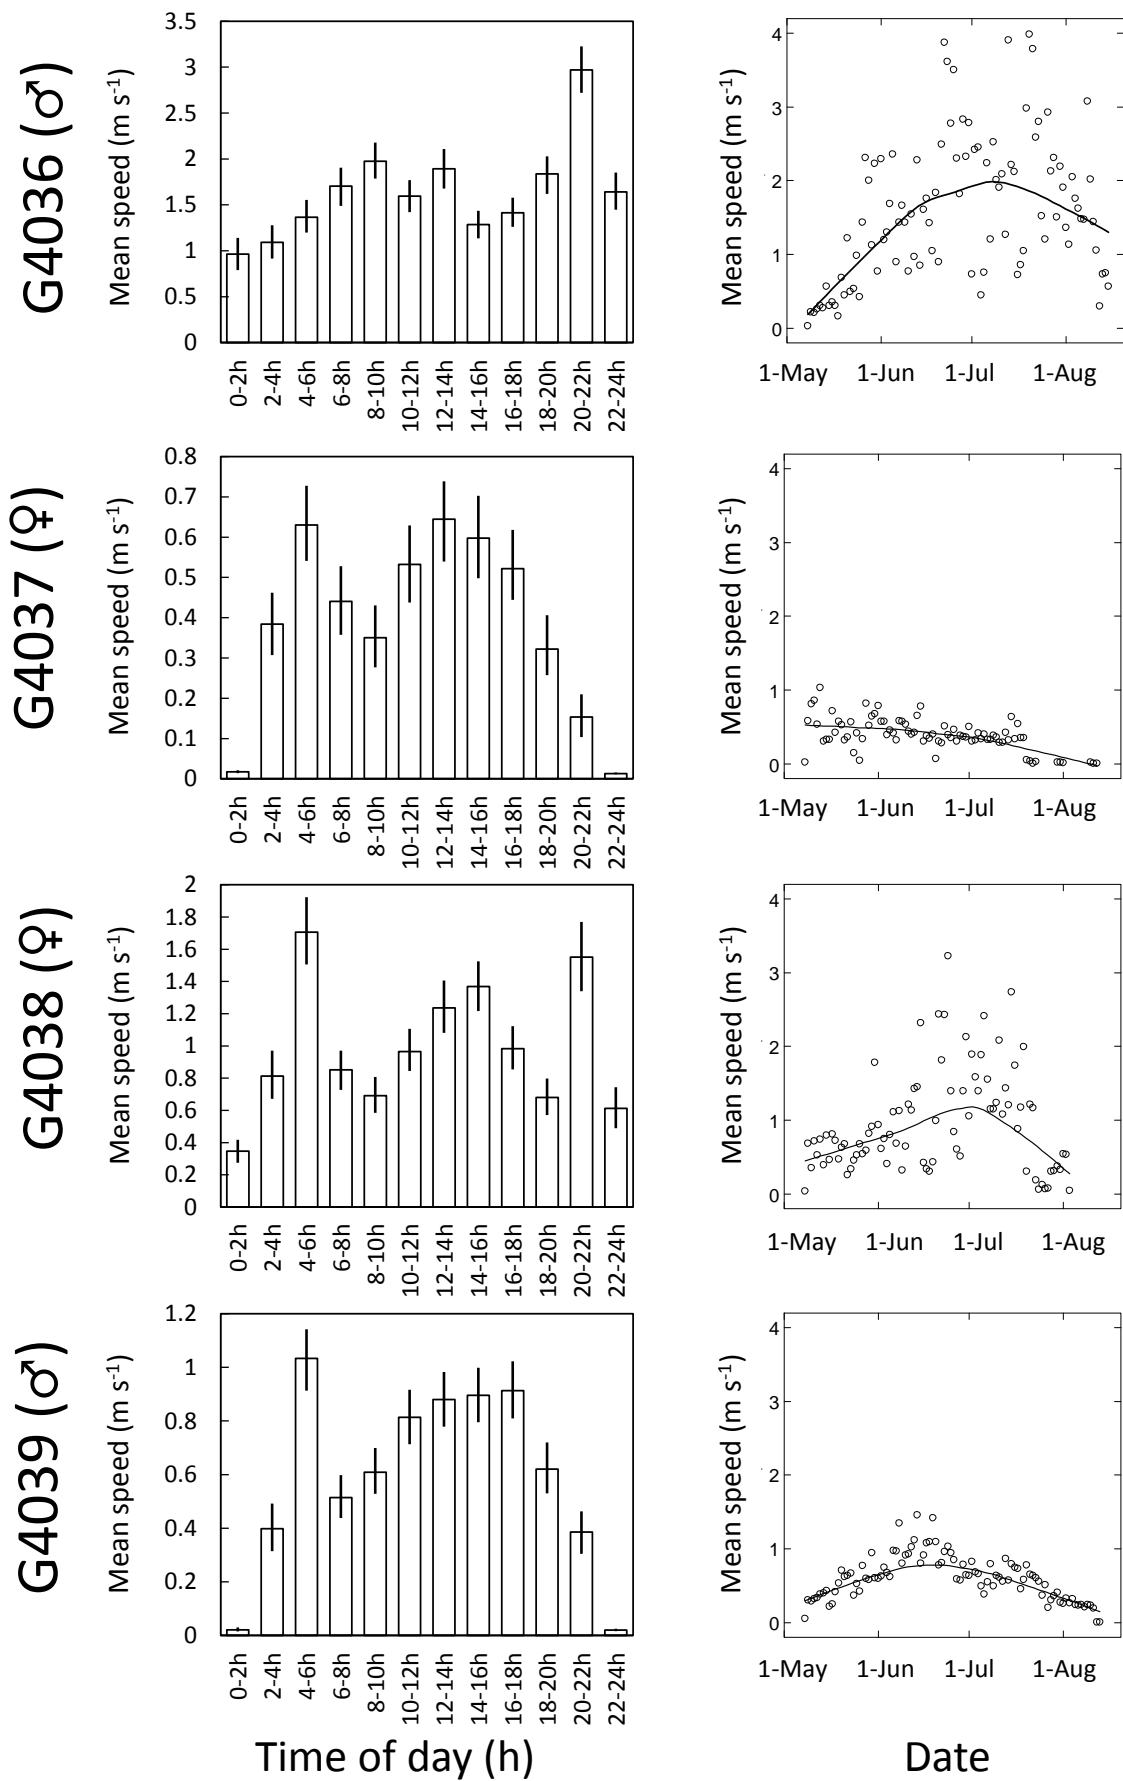 G4036 (♂)
Mean speed (m s-1)
3.5
3
2.5
2
1.5
1
0.5
0
0-2h
2-4h
4-6h
6-8h
8-10h
10-12h
12-14h
14-16h
16-18h
18-20h
20-22h
22-24h
Mean speed (m s-1)
4
3
2
1
0
1-May 1-Jun 1-Jul 1-Aug
G4037 (♀)
Mean speed (m s-1)
0.8
0.7
0.6
0.5
0.4
0.3
0.2
0.1
0
0-2h
2-4h
4-6h
6-8h
8-10h
10-12h
12-14h
14-16h
16-18h
18-20h
20-22h
22-24h
Mean speed (m s-1)
4
3
2
1
0
1-May 1-Jun 1-Jul 1-Aug
G4038 (♀)
Mean speed (m s-1)
2
1.8
1.6
1.4
1.2
1
0.8
0.6
0.4
0.2
0
0-2h
2-4h
4-6h
6-8h
8-10h
10-12h
12-14h
14-16h
16-18h
18-20h
20-22h
22-24h
Mean speed (m s-1)
4
3
2
1
0
1-May 1-Jun 1-Jul 1-Aug
G4039 (♂)
Mean speed (m s-1)
1.2
1
0.8
0.6
0.4
0.2
0
0-2h
2-4h
4-6h
6-8h
8-10h
10-12h
12-14h
14-16h
16-18h
18-20h
20-22h
22-24h
Mean speed (m s-1)
4
3
2
1
0
1-May 1-Jun 1-Jul 1-Aug
Time of day (h)
Date